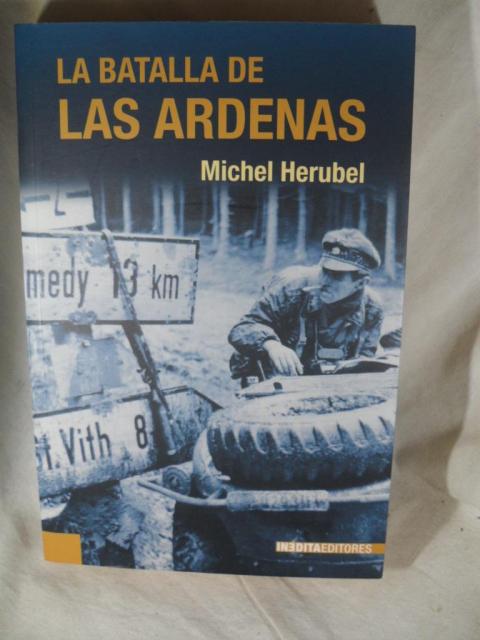 LA BATALLA DE
LAS ARDENAS
Michel Herubel
medy 13 km
t.Vith 8
INEDITAEDITORES